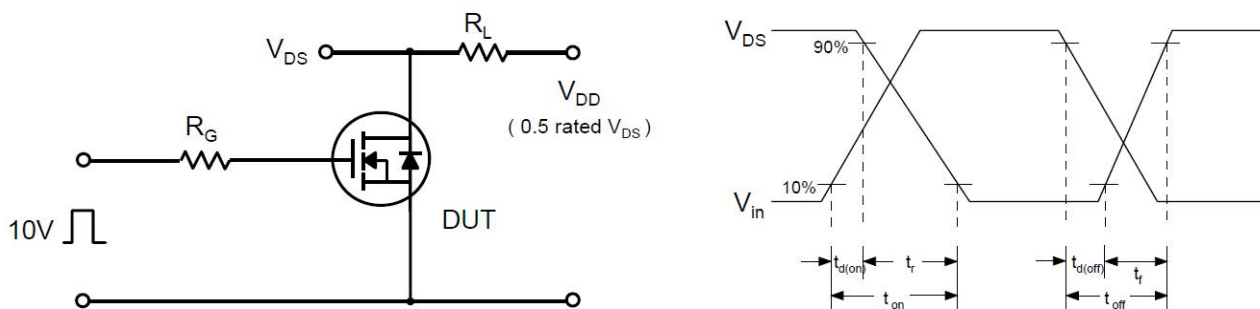 V_DS
R_L
V_DD
( 0.5 rated V_DS )
R_G
10V
DUT
V_DS
90%
10%
V_in
t_d(on)
t_r
t_on
t_d(off)
t_f
t_off